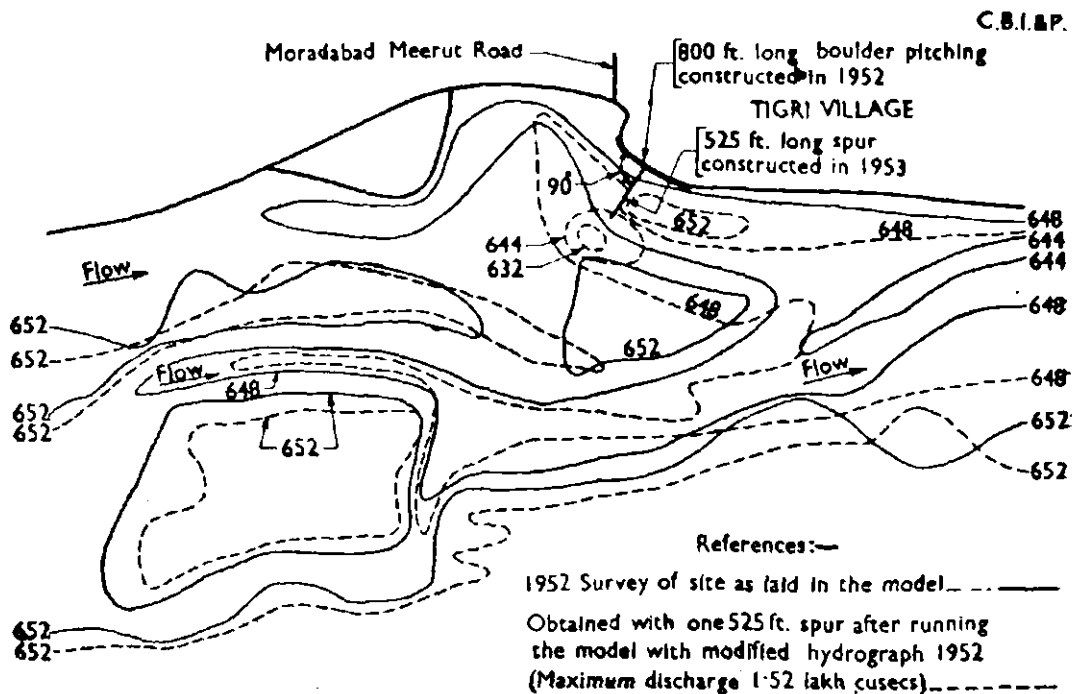 C.B.I.&P.
Moradabad Meerut Road
800 ft. long boulder pitching
constructed in 1952
TIGRI VILLAGE
525 ft. long spur
constructed in 1953
90°
652
648
648
644
644
648
644
632
Flow
648
652
652
652
Flow
648
Flow
648
652
652
652
652
652
References:—
1952 Survey of site as laid in the model
Obtained with one 525 ft. spur after running
the model with modified hydrograph 1952
(Maximum discharge 1·52 lakh cusecs)
652
652